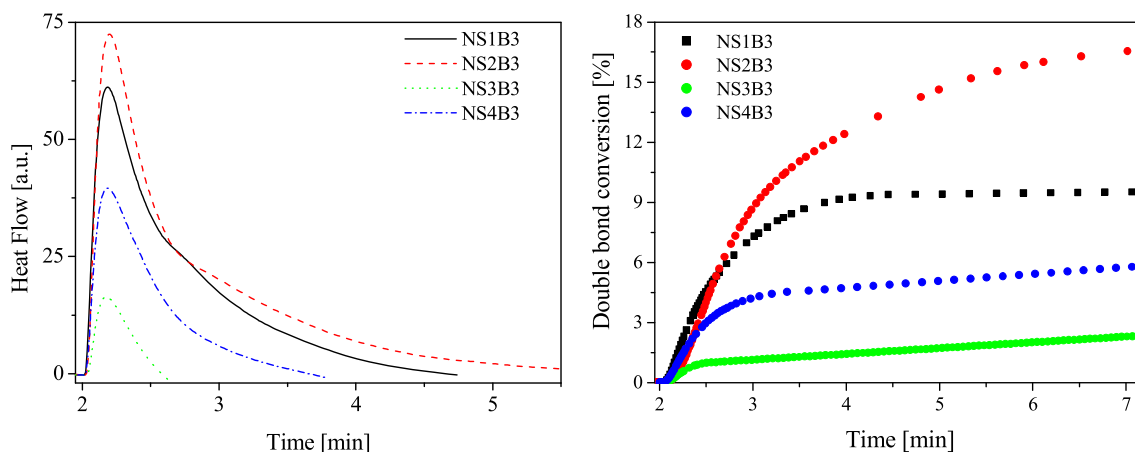 75
50
25
0
Heat Flow [a.u.]
NS1B3
NS2B3
NS3B3
NS4B3
2
3
4
5
Time [min]
18
15
12
9
6
3
0
Double bond conversion [%]
NS1B3
NS2B3
NS3B3
NS4B3
2
3
4
5
6
7
Time [min]